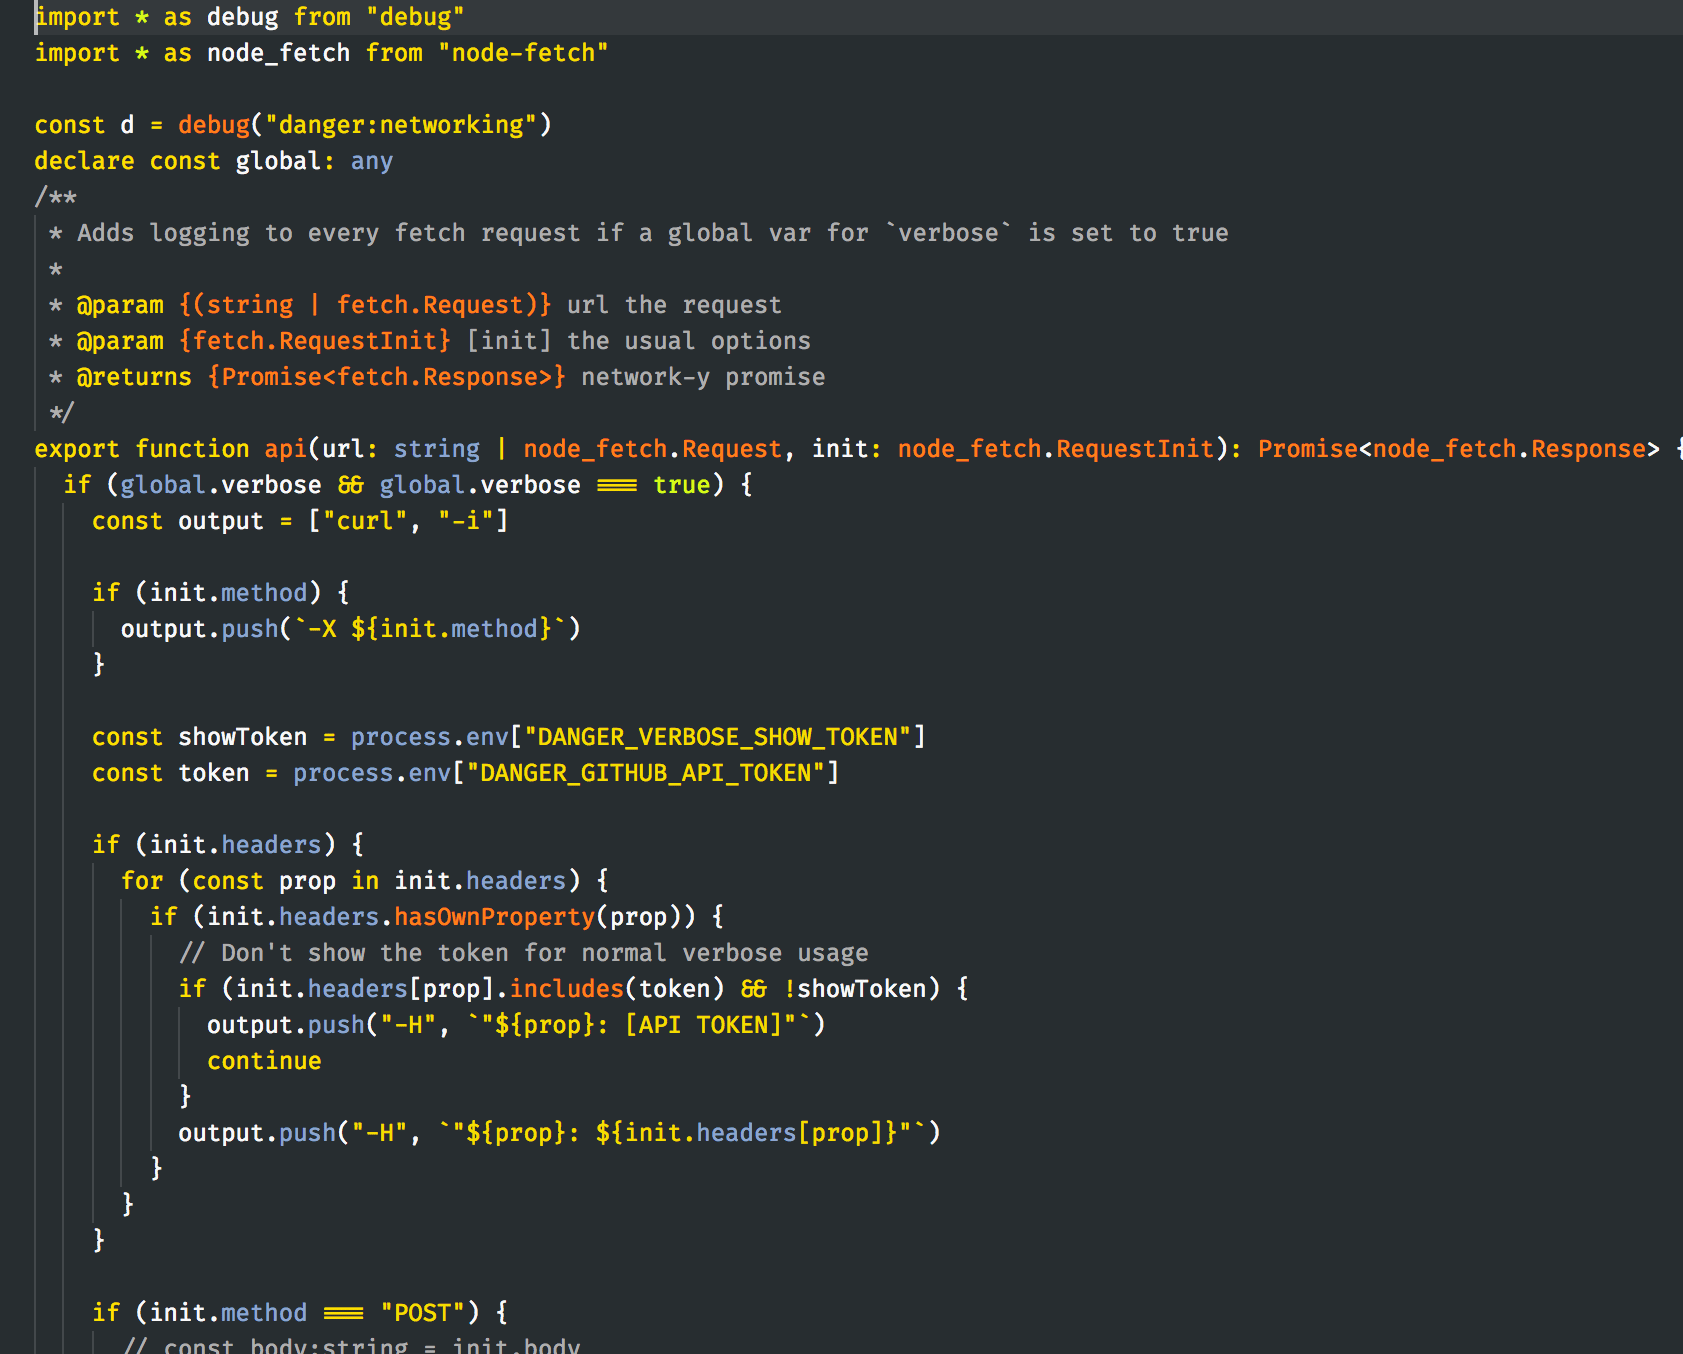 import * as debug from "debug"
import * as node_fetch from "node-fetch"

const d = debug("danger:networking")
declare const global: any
/**
 * Adds logging to every fetch request if a global var for `verbose` is set to true
 *
 * @param {(string | fetch.Request)} url the request
 * @param {fetch.RequestInit} [init] the usual options
 * @returns {Promise<fetch.Response>} network-y promise
 */
export function api(url: string | node_fetch.Request, init: node_fetch.RequestInit): Promise<node_fetch.Response> {
  if (global.verbose && global.verbose === true) {
    const output = ["curl", "-i"]

    if (init.method) {
      output.push(`-X ${init.method}`)
    }

    const showToken = process.env["DANGER_VERBOSE_SHOW_TOKEN"]
    const token = process.env["DANGER_GITHUB_API_TOKEN"]

    if (init.headers) {
      for (const prop in init.headers) {
        if (init.headers.hasOwnProperty(prop)) {
          // Don't show the token for normal verbose usage
          if (init.headers[prop].includes(token) && !showToken) {
            output.push("-H", `"${prop}: [API TOKEN]"`)
            continue
          }
          output.push("-H", `"${prop}: ${init.headers[prop]}"`)
        }
      }
    }

    if (init.method === "POST") {
      // const body:string = init.body